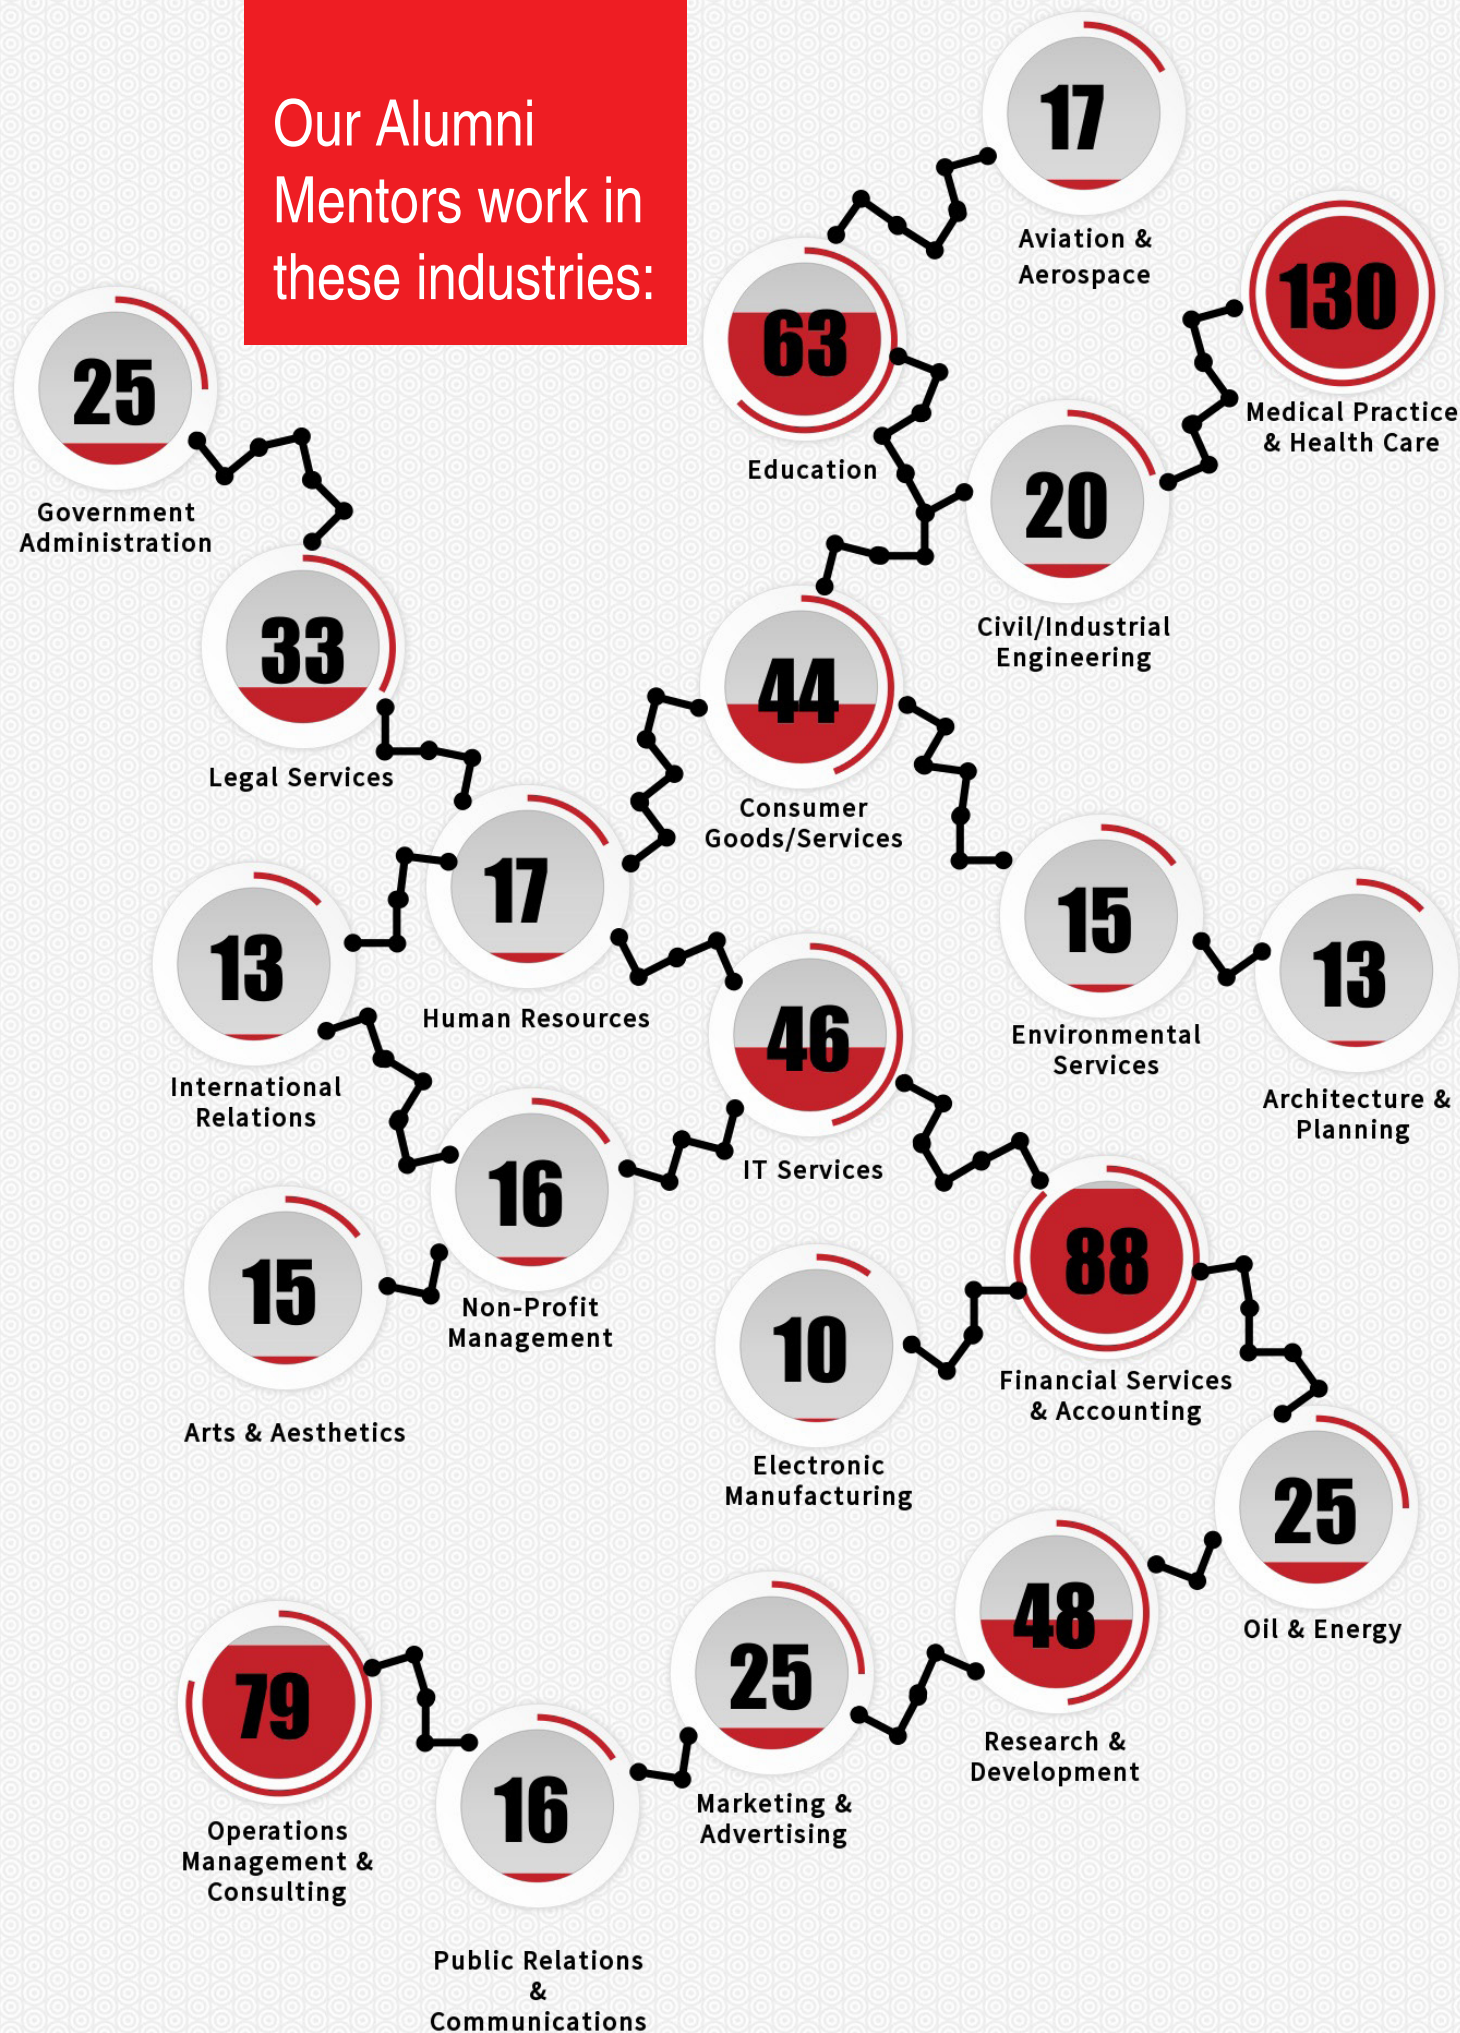 Our Alumni
Mentors work in
these industries:
17
Aviation &
Aerospace
130
Medical Practice
& Health Care
63
Education
25
Government
Administration
20
Civil/Industrial
Engineering
33
Legal Services
44
Consumer
Goods/Services
17
Human Resources
15
Environmental
Services
13
Architecture &
Planning
13
International
Relations
46
IT Services
16
Non-Profit
Management
15
Arts & Aesthetics
88
Financial Services
& Accounting
10
Electronic
Manufacturing
25
Oil & Energy
48
Research &
Development
25
Marketing &
Advertising
79
Operations
Management &
Consulting
16
Public Relations
&
Communications